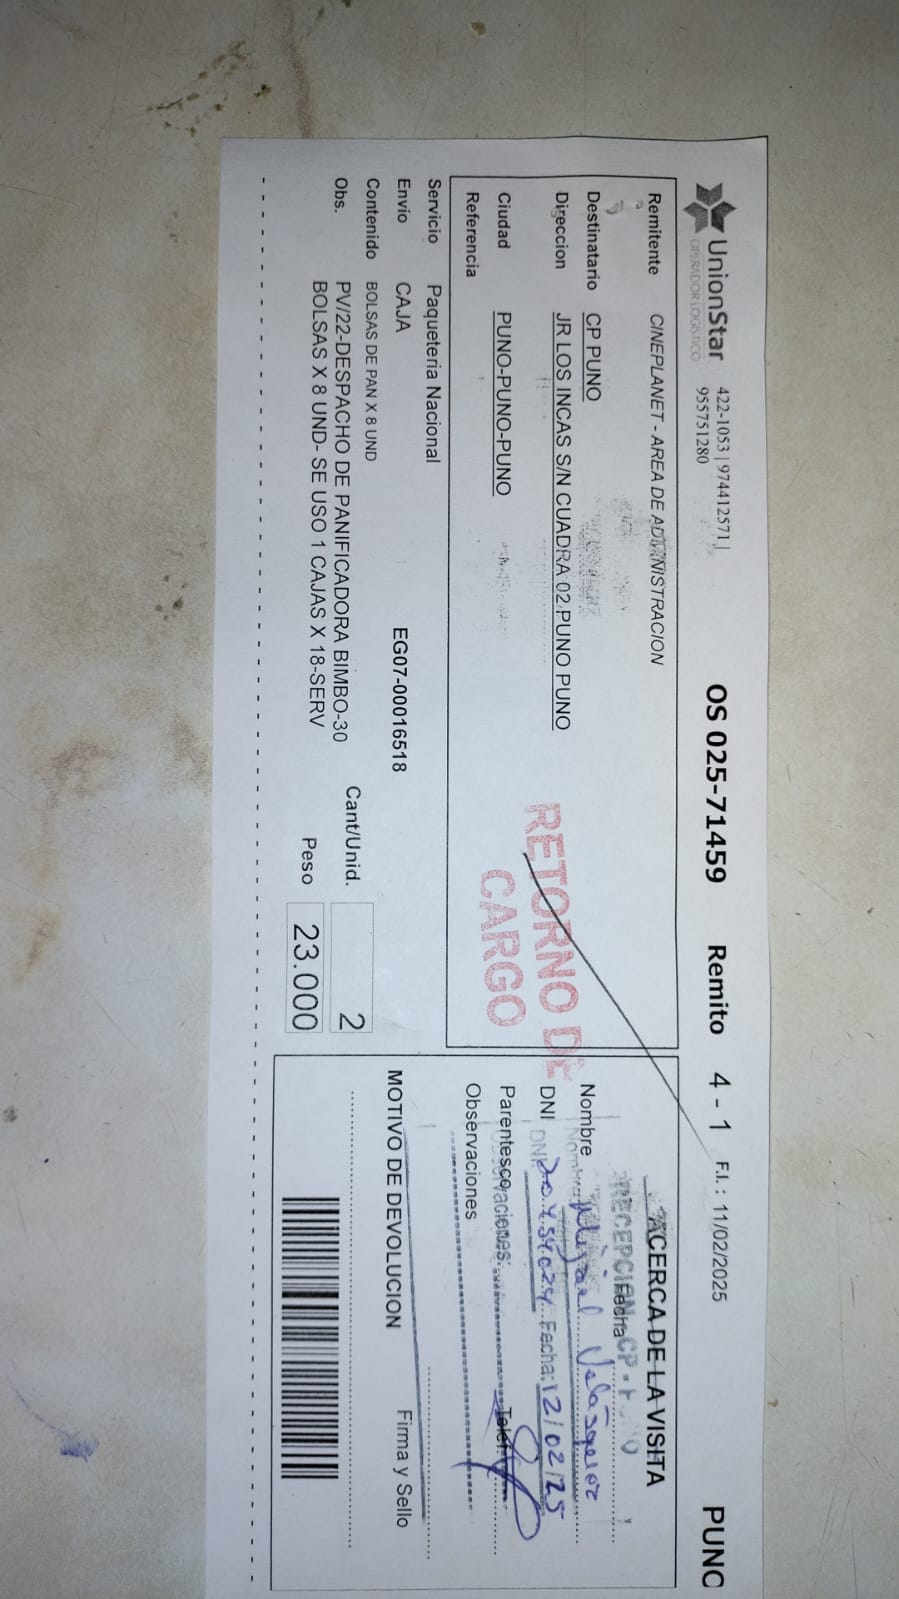 UnionStar 422-1053 | 974412571 | OS 025-71459 Remito 4 - 1 F.I. : 11/02/2025 PUNO
OPERADOR LOGÍSTICO 955751280
Remitente CINEPLANET - AREA DE ADMINISTRACION
Destinatario CP PUNO
Direccion JR LOS INCAS S/N CUADRA 02 PUNO PUNO
Ciudad PUNO-PUNO-PUNO
Referencia
RETORNO DE
CARGO
Servicio Paqueteria Nacional
Envio CAJA EG07-00016518
Contenido BOLSAS DE PAN X 8 UND
Obs. PV/22-DESPACHO DE PANIFICADORA BIMBO-30
BOLSAS X 8 UND- SE USO 1 CAJAS X 18-SERV
Cant/Unid. 2
Peso 23.000
ACERCA DE LA VISITA
RECEPCION CP -
Fecha
Nombre
Nombre Velasquez
DNI
DNI Fecha: 12/02/25
Parentesco
Observaciones
MOTIVO DE DEVOLUCION Firma y Sello